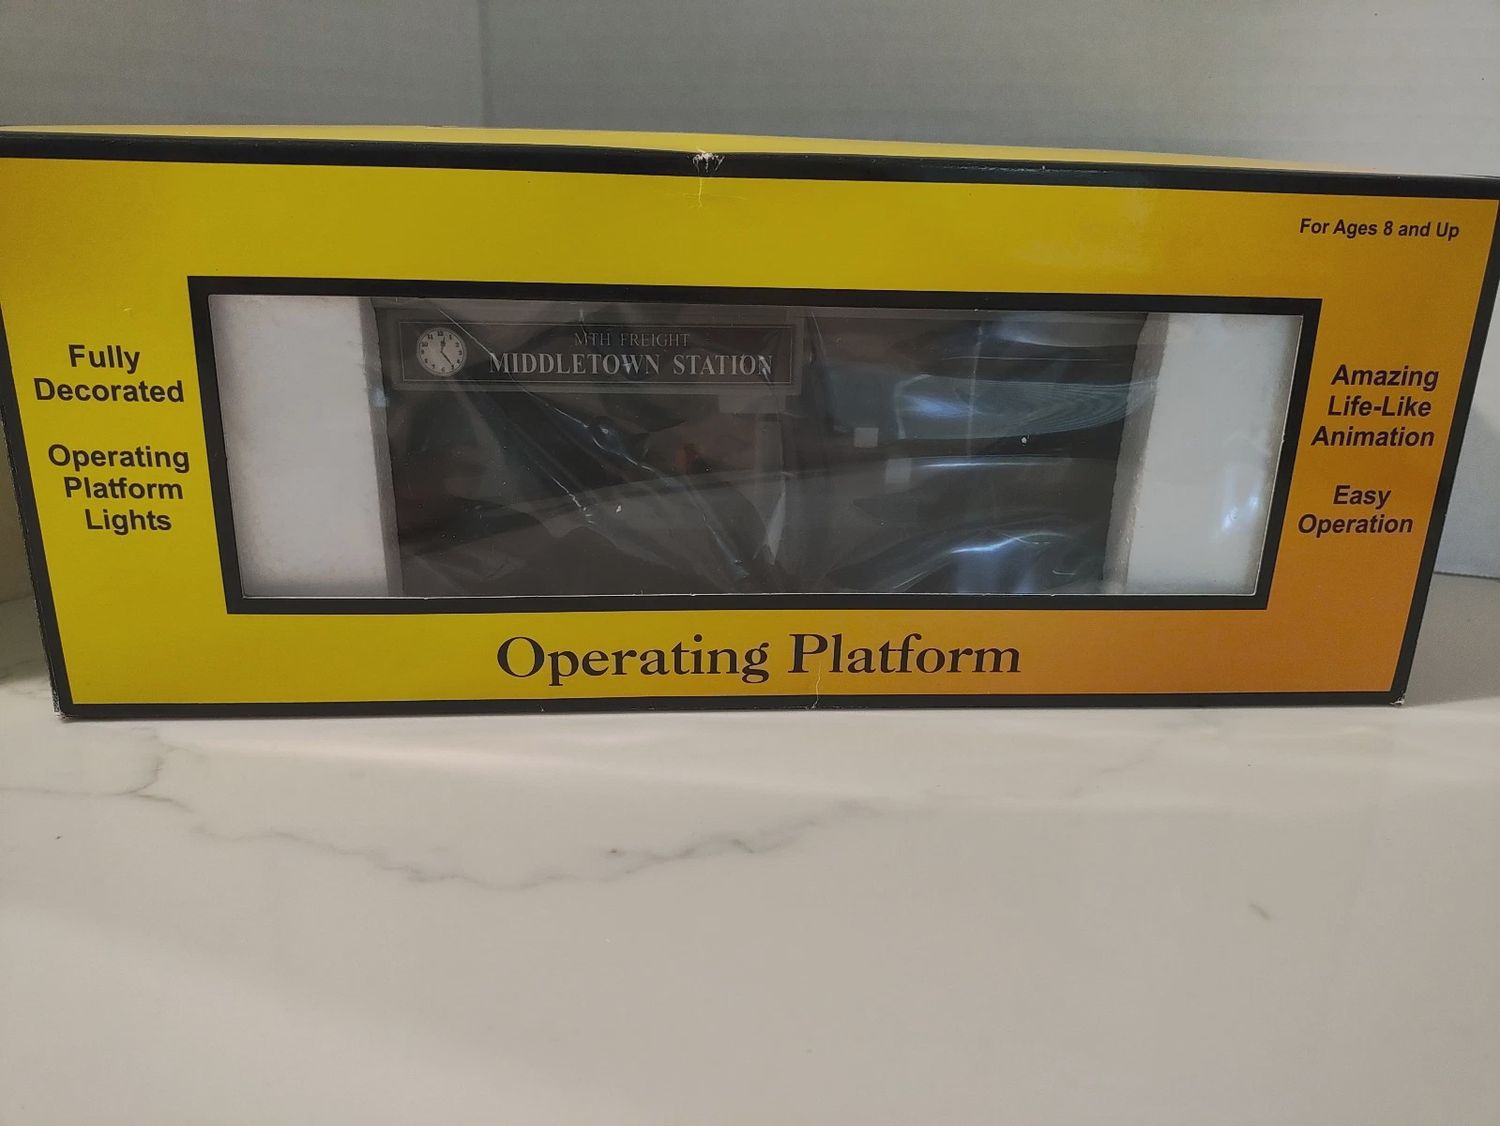 For Ages 8 and Up
Fully
Decorated
Operating
Platform
Lights
MTH FREIGHT
MIDDLETOWN STATION
Amazing
Life-Like
Animation
Easy
Operation
Operating Platform